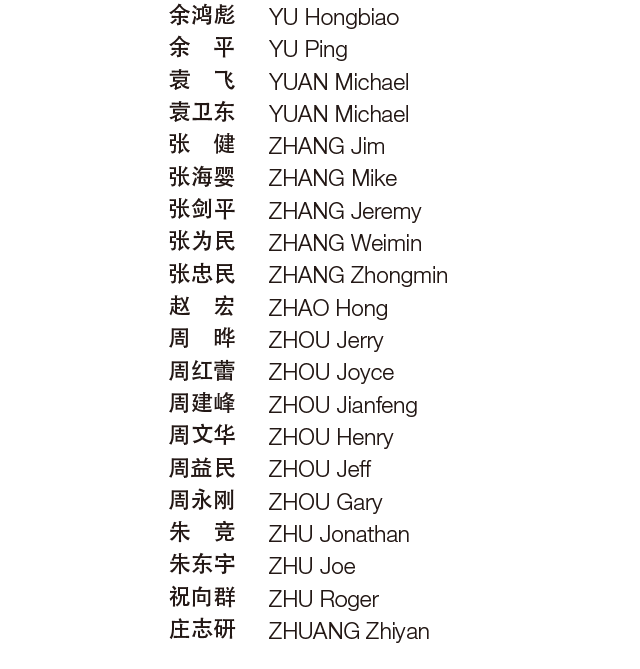 余鸿彪 YU Hongbiao
余 平 YU Ping
袁 飞 YUAN Michael
袁卫东 YUAN Michael
张 健 ZHANG Jim
张海婴 ZHANG Mike
张剑平 ZHANG Jeremy
张为民 ZHANG Weimin
张忠民 ZHANG Zhongmin
赵 宏 ZHAO Hong
周 晔 ZHOU Jerry
周红蕾 ZHOU Joyce
周建峰 ZHOU Jianfeng
周文华 ZHOU Henry
周益民 ZHOU Jeff
周永刚 ZHOU Gary
朱 竞 ZHU Jonathan
朱东宇 ZHU Joe
祝向群 ZHU Roger
庄志研 ZHUANG Zhiyan